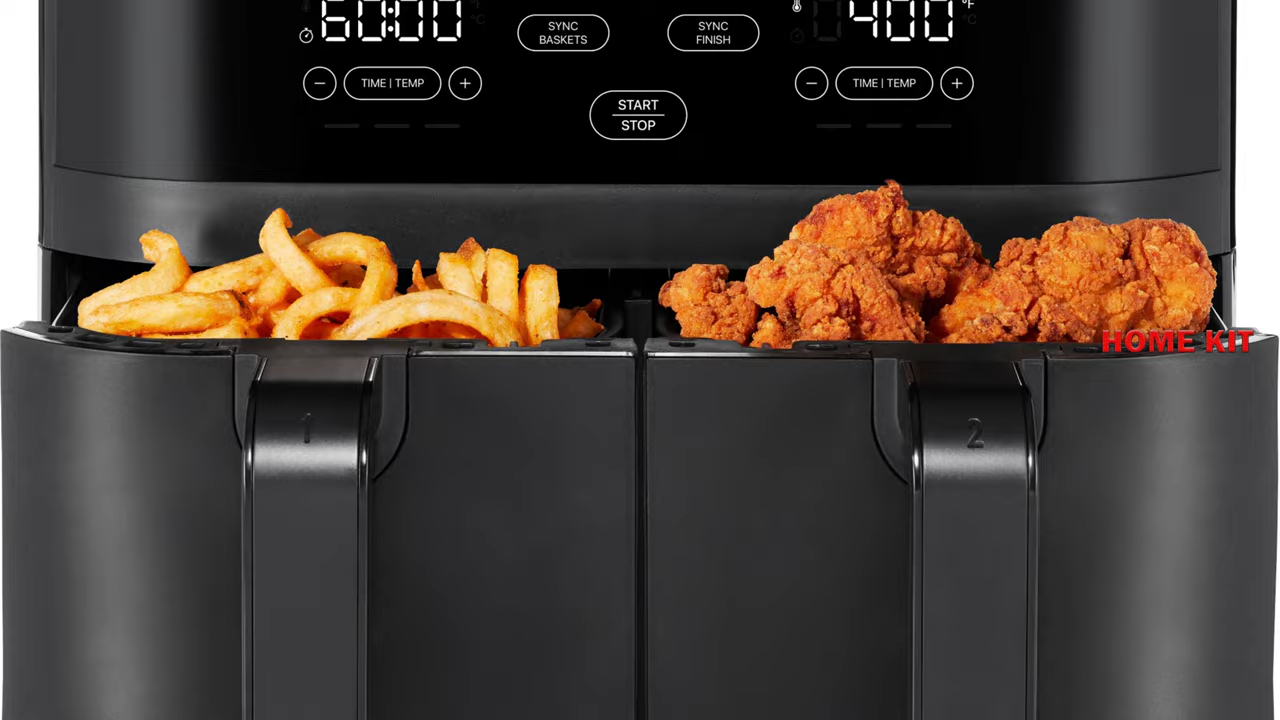 60:00
SYNC
BASKETS
SYNC
FINISH
400
°F
°C
− TIME | TEMP +
START
STOP
− TIME | TEMP +
HOME KIT
1
2